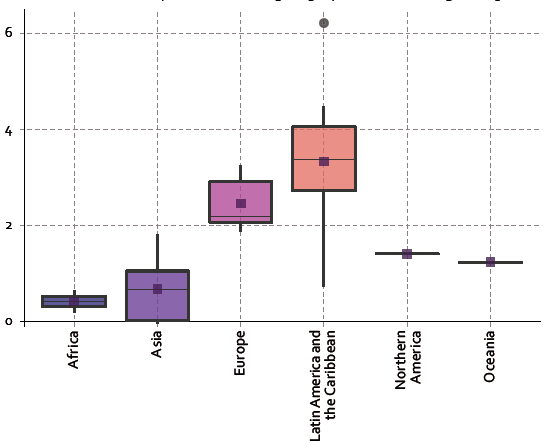 6
4
2
0
Africa
Asia
Europe
Latin America and
the Caribbean
Northern
America
Oceania